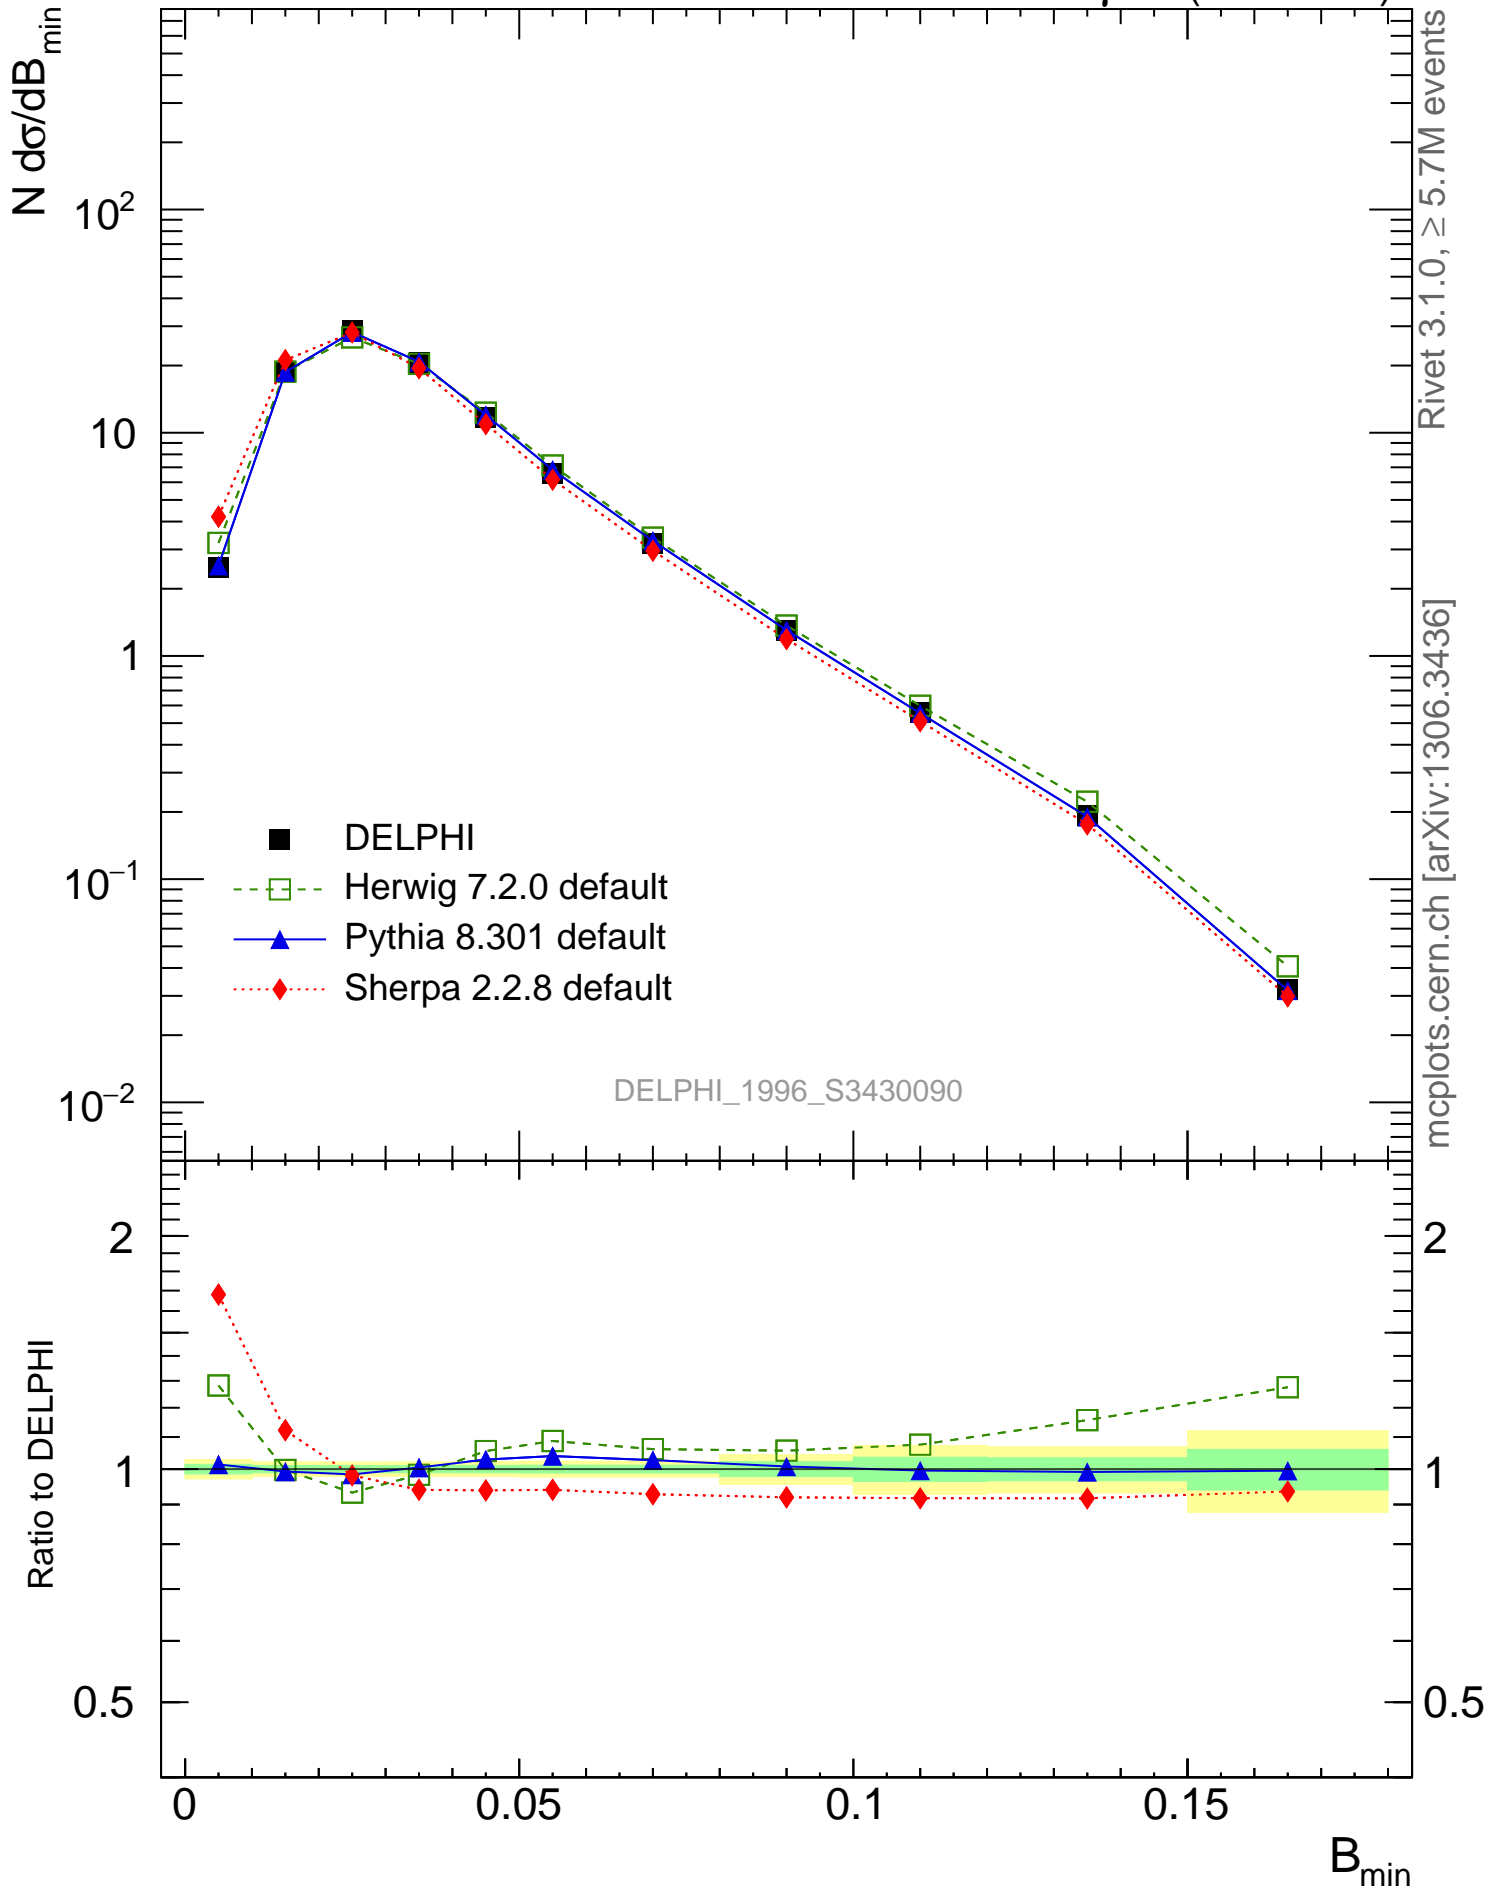 N dσ/dB_min
10²
10
1
10⁻¹
10⁻²
DELPHI
Herwig 7.2.0 default
Pythia 8.301 default
Sherpa 2.2.8 default
DELPHI_1996_S3430090
Rivet 3.1.0, ≥ 5.7M events
mcplots.cern.ch [arXiv:1306.3436]
Ratio to DELPHI
2
1
0.5
2
1
0.5
0 0.05 0.1 0.15
B_min